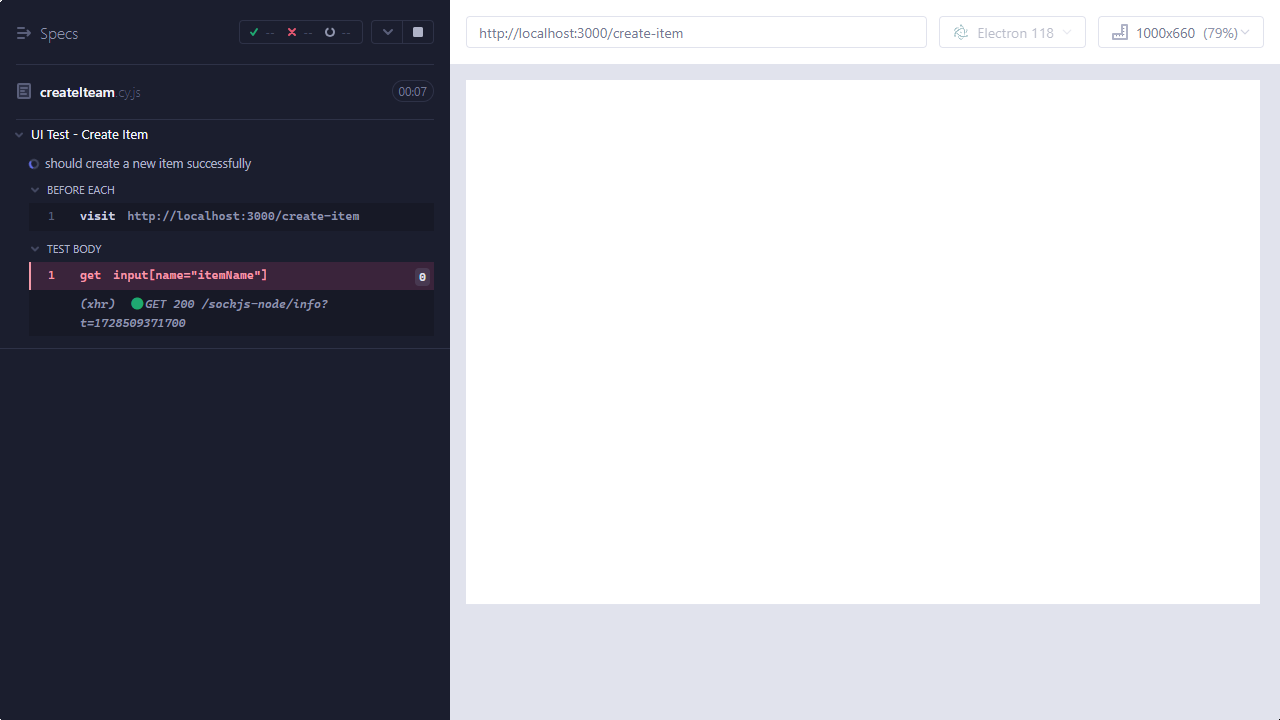 Specs
--
--
--
http://localhost:3000/create-item
Electron 118
1000x660 (79%)
createIteam.cy.js
00:07
UI Test - Create Item
should create a new item successfully
BEFORE EACH
1 visit http://localhost:3000/create-item
TEST BODY
1 get input[name="itemName"] 0
(xhr) GET 200 /sockjs-node/info?
t=1728509371700